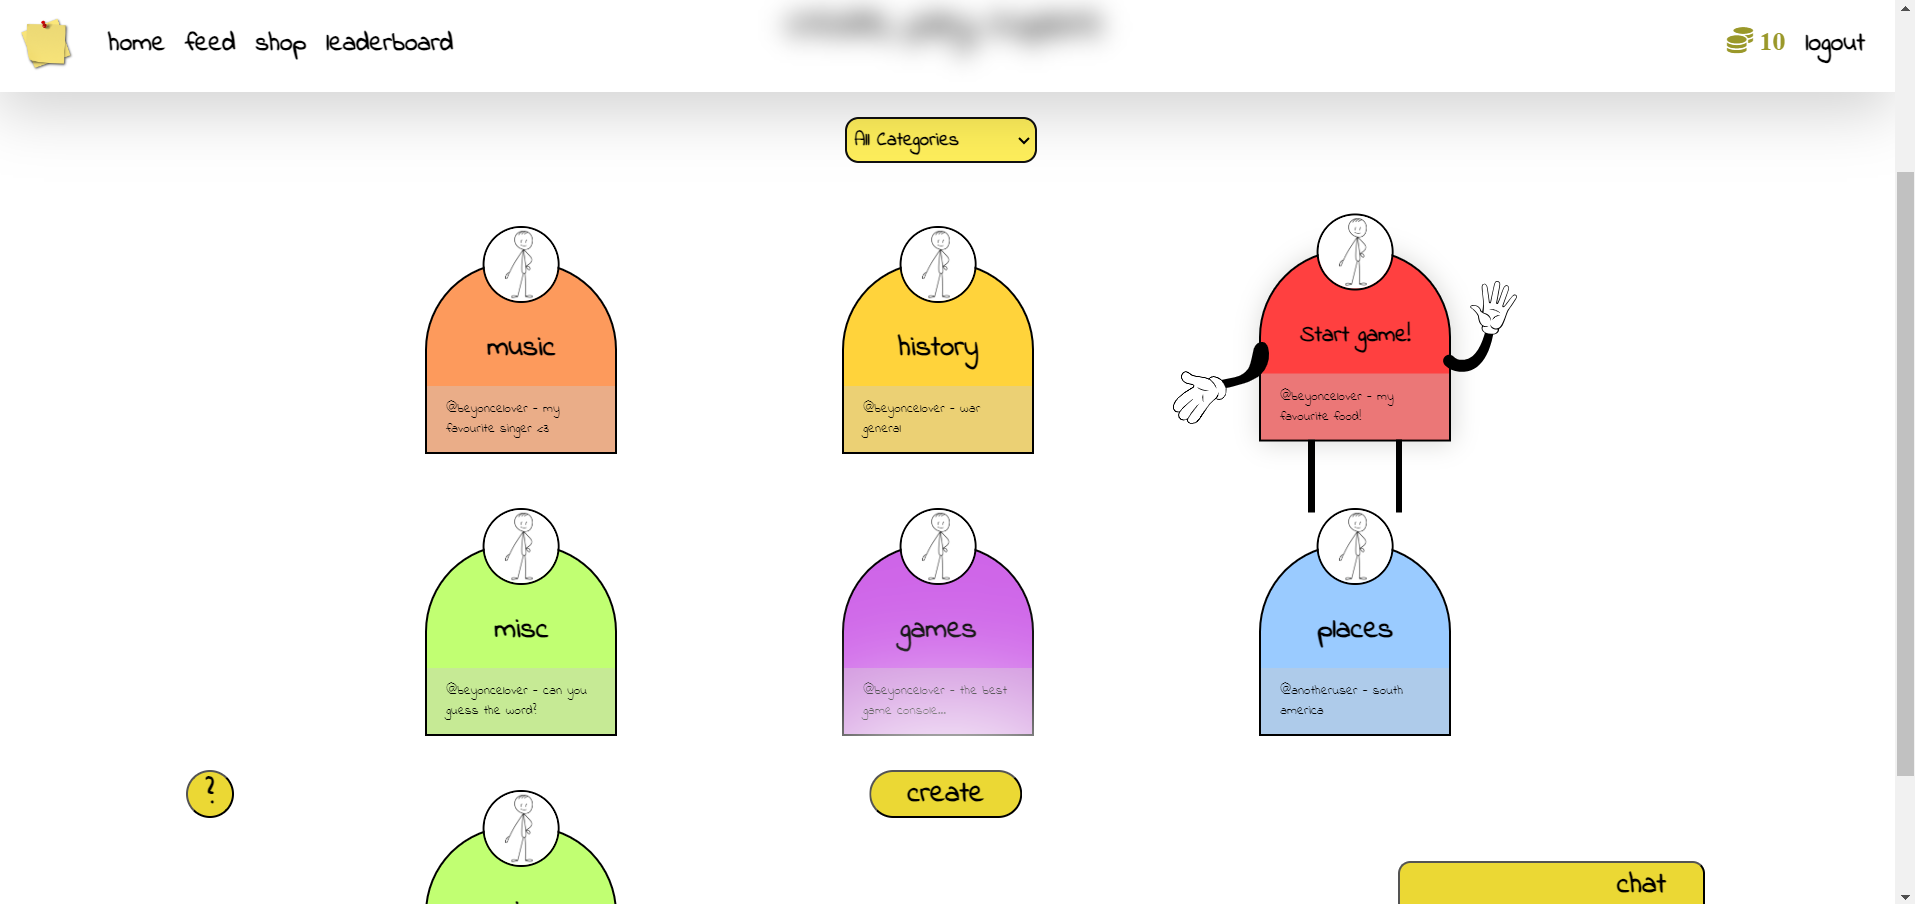 home feed shop leaderboard
10 logout
All Categories
music
@beyoncelover - my
favourite singer <3
history
@beyoncelover - war
general
Start game!
@beyoncelover - my
favourite food!
misc
@beyoncelover - can you
guess the word?
games
@beyoncelover - the best
game console...
places
@anotheruser - south
america
?
create
chat